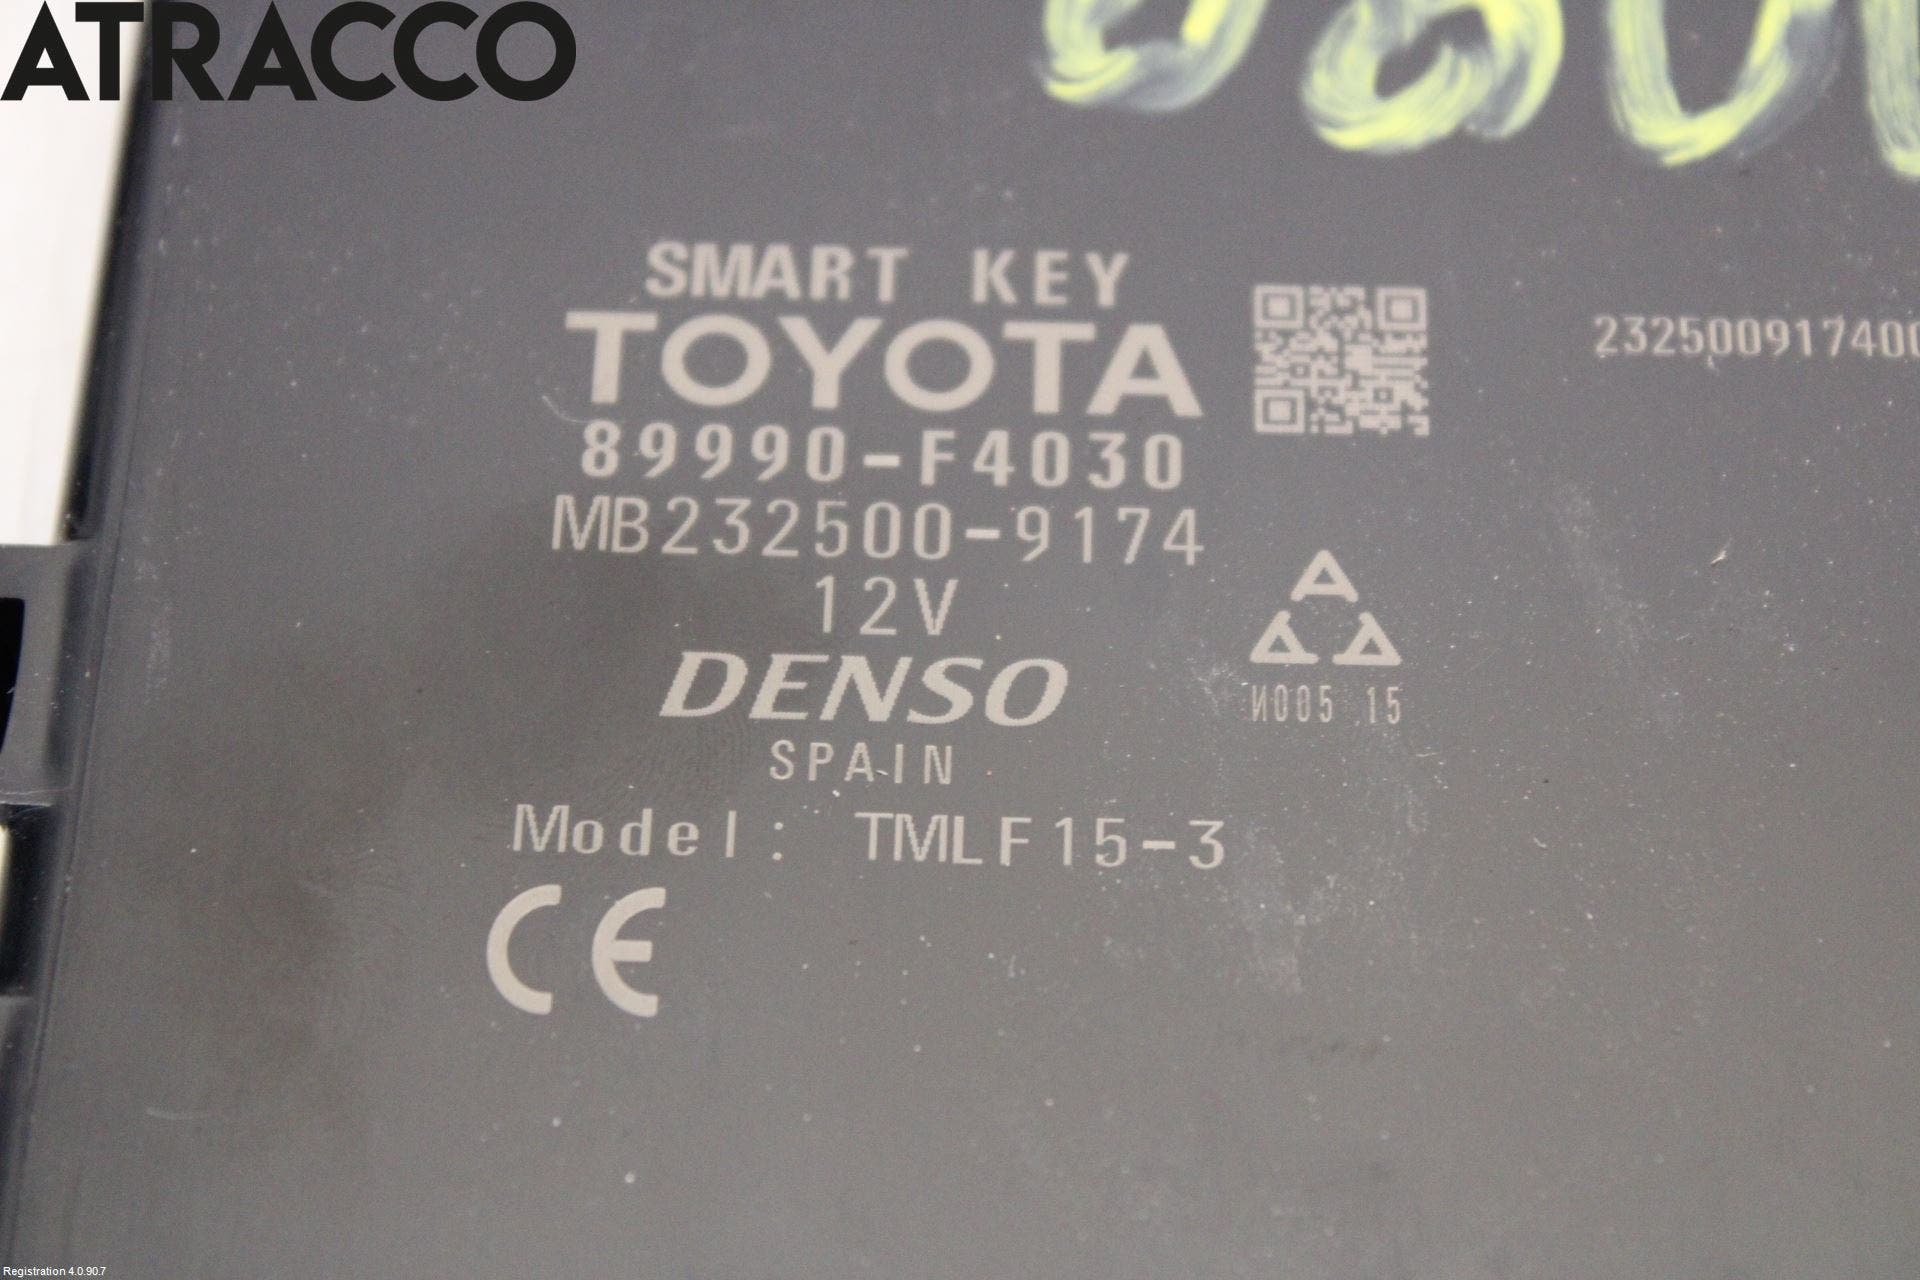 ATRACCO
SMART KEY
TOYOTA
89990-F4030
MB232500-9174
12V
DENSO
SPAIN
Model: TMLF15-3
CE
232500917400
И005.15
Registration 4.0.90.7